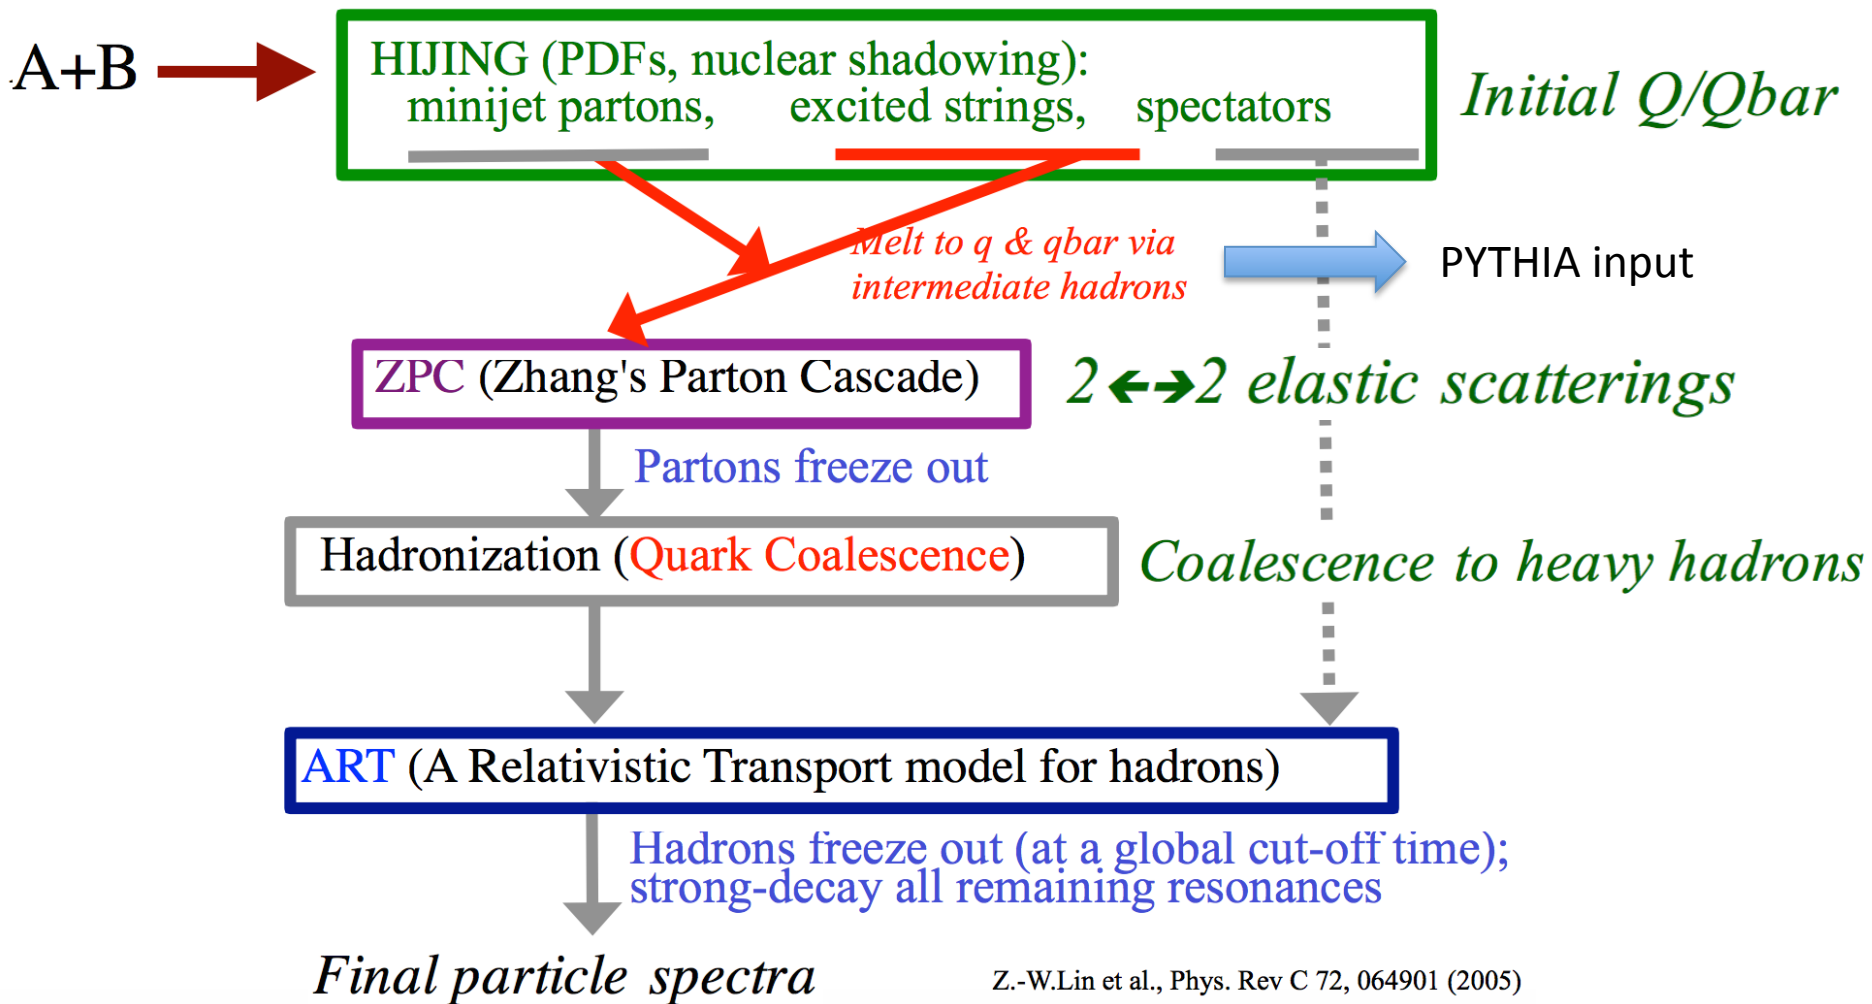 A+B
HIJING (PDFs, nuclear shadowing):
minijet partons, excited strings, spectators
Initial Q/Qbar
Melt to q & qbar via
intermediate hadrons
PYTHIA input
ZPC (Zhang's Parton Cascade)
2↔2 elastic scatterings
Partons freeze out
Hadronization (Quark Coalescence)
Coalescence to heavy hadrons
ART (A Relativistic Transport model for hadrons)
Hadrons freeze out (at a global cut-off time);
strong-decay all remaining resonances
Final particle spectra
Z.-W.Lin et al., Phys. Rev C 72, 064901 (2005)